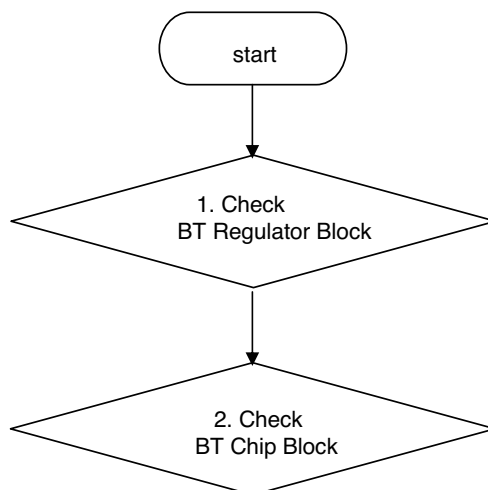 start
1. Check
BT Regulator Block
2. Check
BT Chip Block